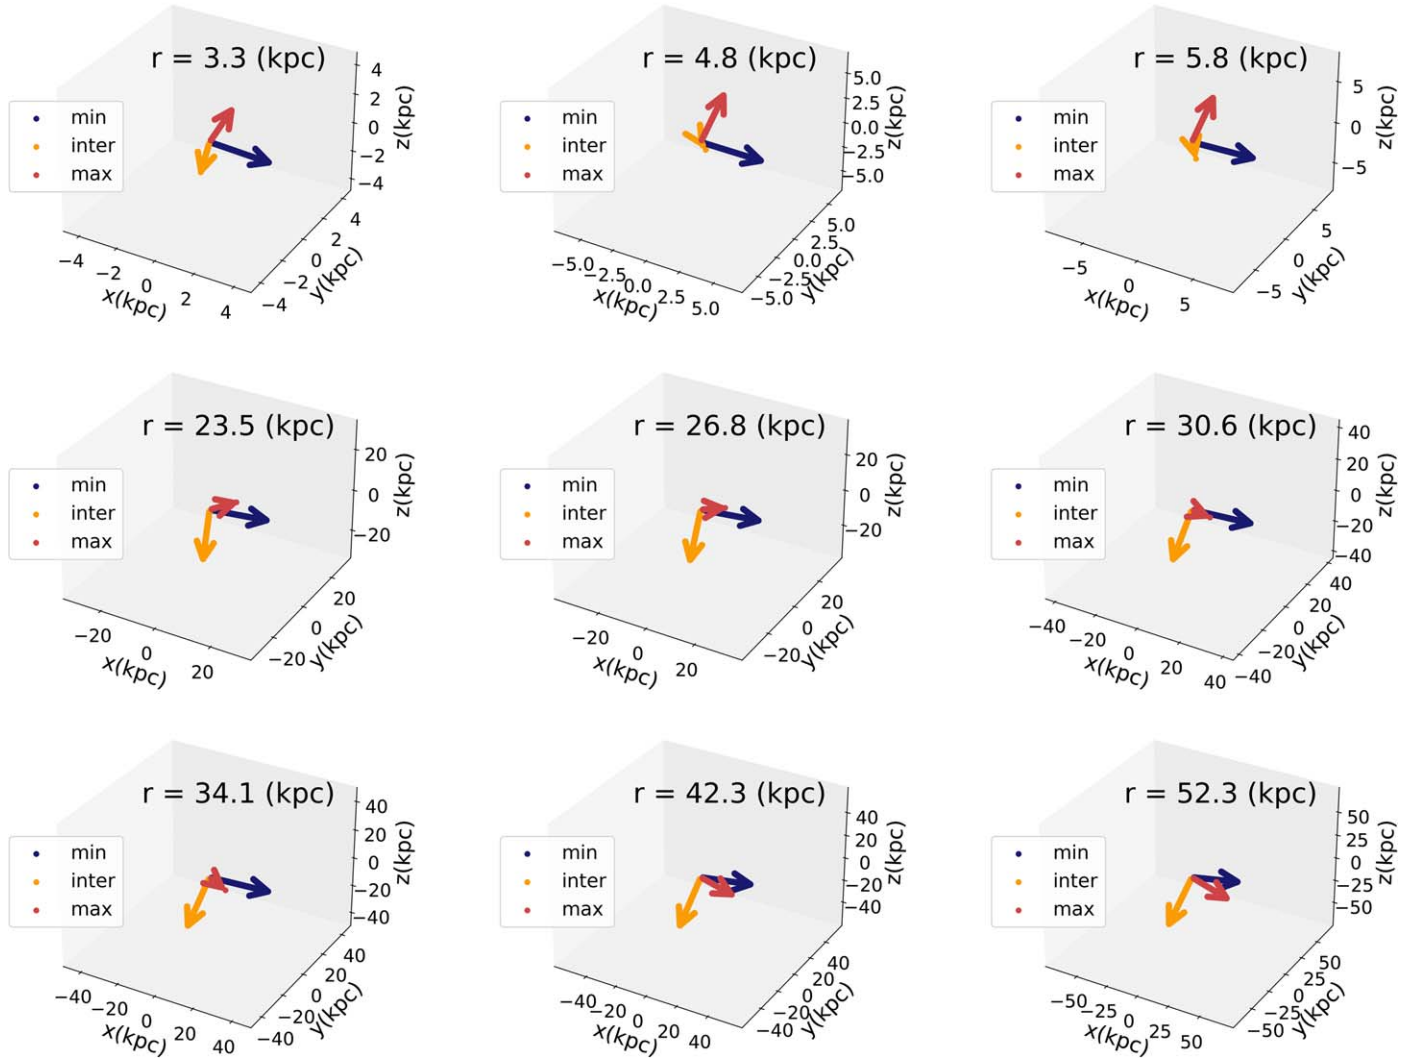 r = 3.3 (kpc)
min
inter
max
4
2
0
−2
−4
z(kpc)
4
2
0
−2
−4
y(kpc)
−4
−2
0
2
4
x(kpc)
r = 4.8 (kpc)
min
inter
max
5.0
2.5
0.0
−2.5
−5.0
z(kpc)
5.0
2.5
0.0
−2.5
−5.0
y(kpc)
−5.0
−2.5
0.0
2.5
5.0
x(kpc)
r = 5.8 (kpc)
min
inter
max
5
0
−5
z(kpc)
5
0
−5
y(kpc)
−5
0
5
x(kpc)
r = 23.5 (kpc)
min
inter
max
20
0
−20
z(kpc)
20
0
−20
y(kpc)
−20
0
20
x(kpc)
r = 26.8 (kpc)
min
inter
max
20
0
−20
z(kpc)
20
0
−20
y(kpc)
−20
0
20
x(kpc)
r = 30.6 (kpc)
min
inter
max
40
20
0
−20
−40
z(kpc)
40
20
0
−20
−40
y(kpc)
−40
−20
0
20
40
x(kpc)
r = 34.1 (kpc)
min
inter
max
40
20
0
−20
−40
z(kpc)
40
20
0
−20
−40
y(kpc)
−40
−20
0
20
40
x(kpc)
r = 42.3 (kpc)
min
inter
max
40
20
0
−20
−40
z(kpc)
40
20
0
−20
−40
y(kpc)
−40
−20
0
20
40
x(kpc)
r = 52.3 (kpc)
min
inter
max
50
25
0
−25
−50
z(kpc)
50
25
0
−25
−50
y(kpc)
−50
−25
0
25
50
x(kpc)